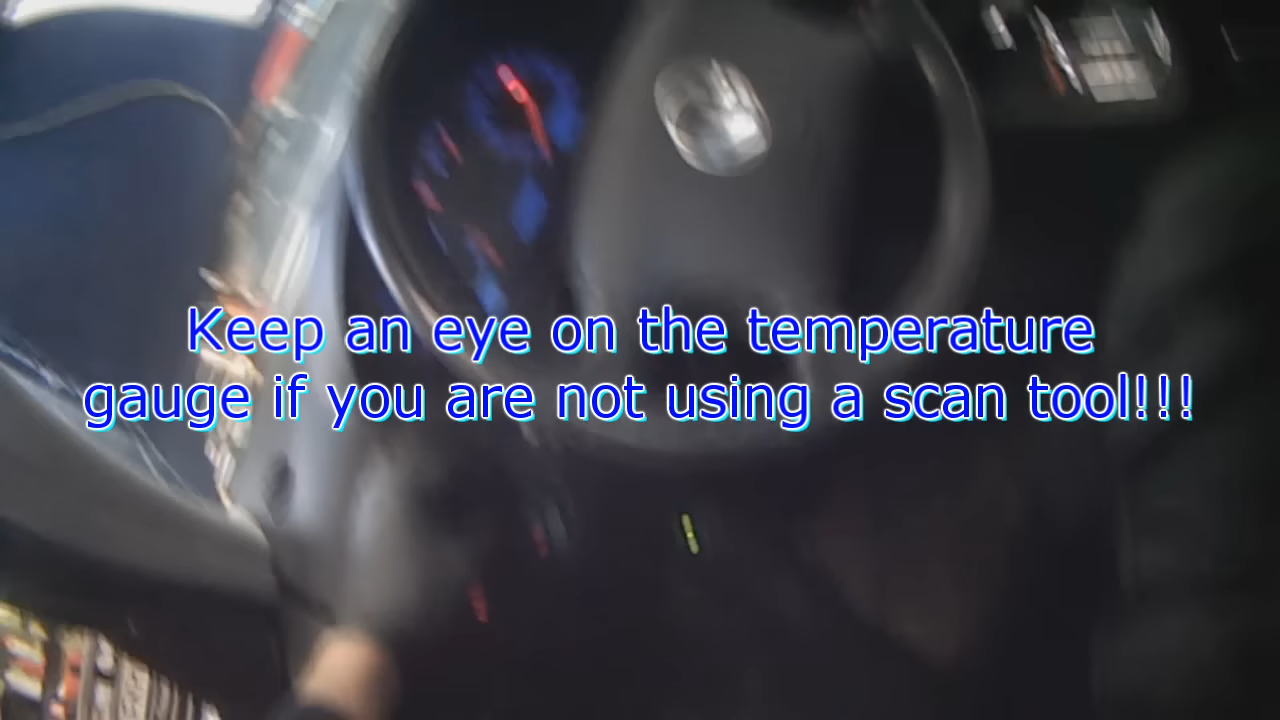 Keep an eye on the temperature
gauge if you are not using a scan tool!!!